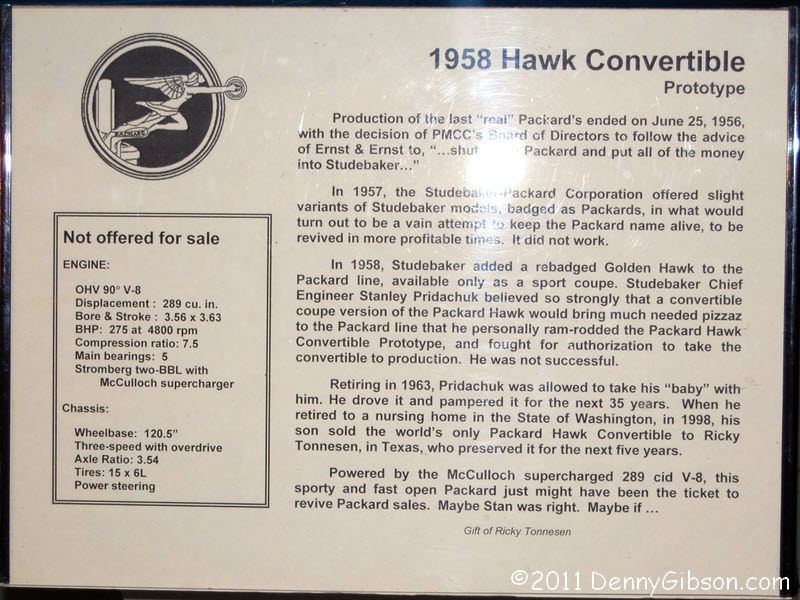 1958 Hawk Convertible
Prototype
PACKARD
Production of the last "real" Packard's ended on June 25, 1956,
with the decision of PMCC's Board of Directors to follow the advice
of Ernst & Ernst to, "...shut Packard and put all of the money
into Studebaker..."
In 1957, the Studebaker-Packard Corporation offered slight
variants of Studebaker models, badged as Packards, in what would
turn out to be a vain attempt to keep the Packard name alive, to be
revived in more profitable times. It did not work.
In 1958, Studebaker added a rebadged Golden Hawk to the
Packard line, available only as a sport coupe. Studebaker Chief
Engineer Stanley Pridachuk believed so strongly that a convertible
coupe version of the Packard Hawk would bring much needed pizzaz
to the Packard line that he personally ram-rodded the Packard Hawk
Convertible Prototype, and fought for authorization to take the
convertible to production. He was not successful.
Retiring in 1963, Pridachuk was allowed to take his "baby" with
him. He drove it and pampered it for the next 35 years. When he
retired to a nursing home in the State of Washington, in 1998, his
son sold the world's only Packard Hawk Convertible to Ricky
Tonnesen, in Texas, who preserved it for the next five years.
Powered by the McCulloch supercharged 289 cid V-8, this
sporty and fast open Packard just might have been the ticket to
revive Packard sales. Maybe Stan was right. Maybe if ...
Gift of Ricky Tonnesen
Not offered for sale
ENGINE:
OHV 90° V-8
Displacement : 289 cu. in.
Bore & Stroke : 3.56 x 3.63
BHP: 275 at 4800 rpm
Compression ratio: 7.5
Main bearings: 5
Stromberg two-BBL with
McCulloch supercharger
Chassis:
Wheelbase: 120.5"
Three-speed with overdrive
Axle Ratio: 3.54
Tires: 15 x 6L
Power steering
©2011 DennyGibson.com